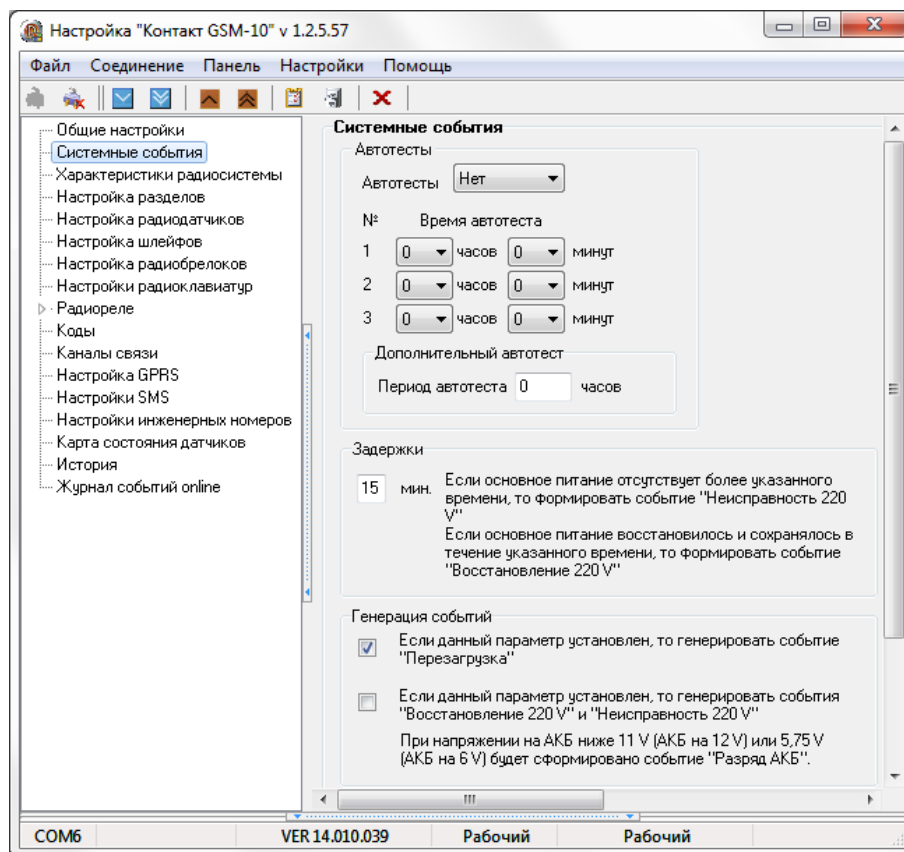 Настройка "Контакт GSM-10" v 1.2.5.57
Файл Соединение Панель Настройки Помощь
Общие настройки
Системные события
Характеристики радиосистемы
Настройка разделов
Настройка радиодатчиков
Настройка шлейфов
Настройка радиобрелоков
Настройки радиоклавиатур
Радиореле
Коды
Каналы связи
Настройка GPRS
Настройки SMS
Настройки инженерных номеров
Карта состояния датчиков
История
Журнал событий online
Системные события
Автотесты
Автотесты Нет
№ Время автотеста
1 0 часов 0 минут
2 0 часов 0 минут
3 0 часов 0 минут
Дополнительный автотест
Период автотеста 0 часов
Задержки
15 мин. Если основное питание отсутствует более указанного
времени, то формировать событие "Неисправность 220
V"
Если основное питание восстановилось и сохранялось в
течение указанного времени, то формировать событие
"Восстановление 220 V"
Генерация событий
Если данный параметр установлен, то генерировать событие
"Перезагрузка"
Если данный параметр установлен, то генерировать события
"Восстановление 220 V" и "Неисправность 220 V"
При напряжении на АКБ ниже 11 V (АКБ на 12 V) или 5,75 V
(АКБ на 6 V) будет сформировано событие "Разряд АКБ".
COM6 VER 14.010.039 Рабочий Рабочий